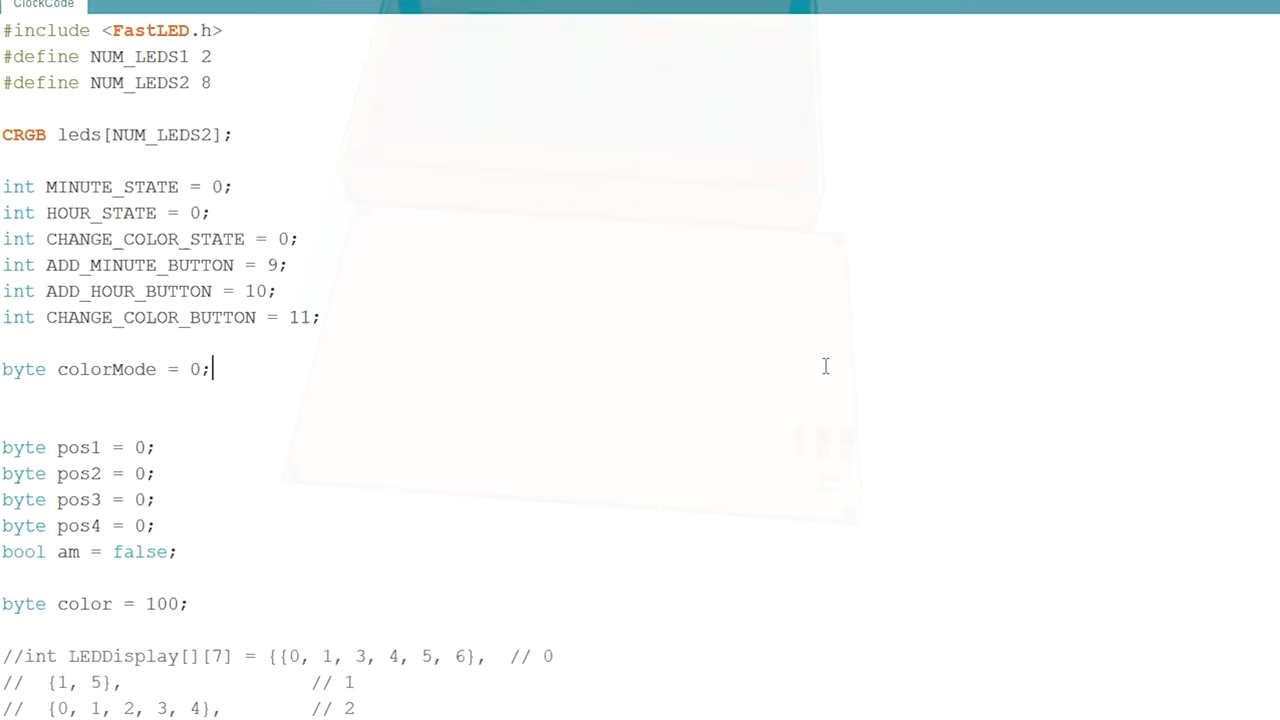 ClockCode
#include <FastLED.h>
#define NUM_LEDS1 2
#define NUM_LEDS2 8
CRGB leds[NUM_LEDS2];
int MINUTE_STATE = 0;
int HOUR_STATE = 0;
int CHANGE_COLOR_STATE = 0;
int ADD_MINUTE_BUTTON = 9;
int ADD_HOUR_BUTTON = 10;
int CHANGE_COLOR_BUTTON = 11;
byte colorMode = 0;
byte pos1 = 0;
byte pos2 = 0;
byte pos3 = 0;
byte pos4 = 0;
bool am = false;
byte color = 100;
//int LEDDisplay[][7] = {{0, 1, 3, 4, 5, 6}, // 0
// {1, 5}, // 1
// {0, 1, 2, 3, 4}, // 2